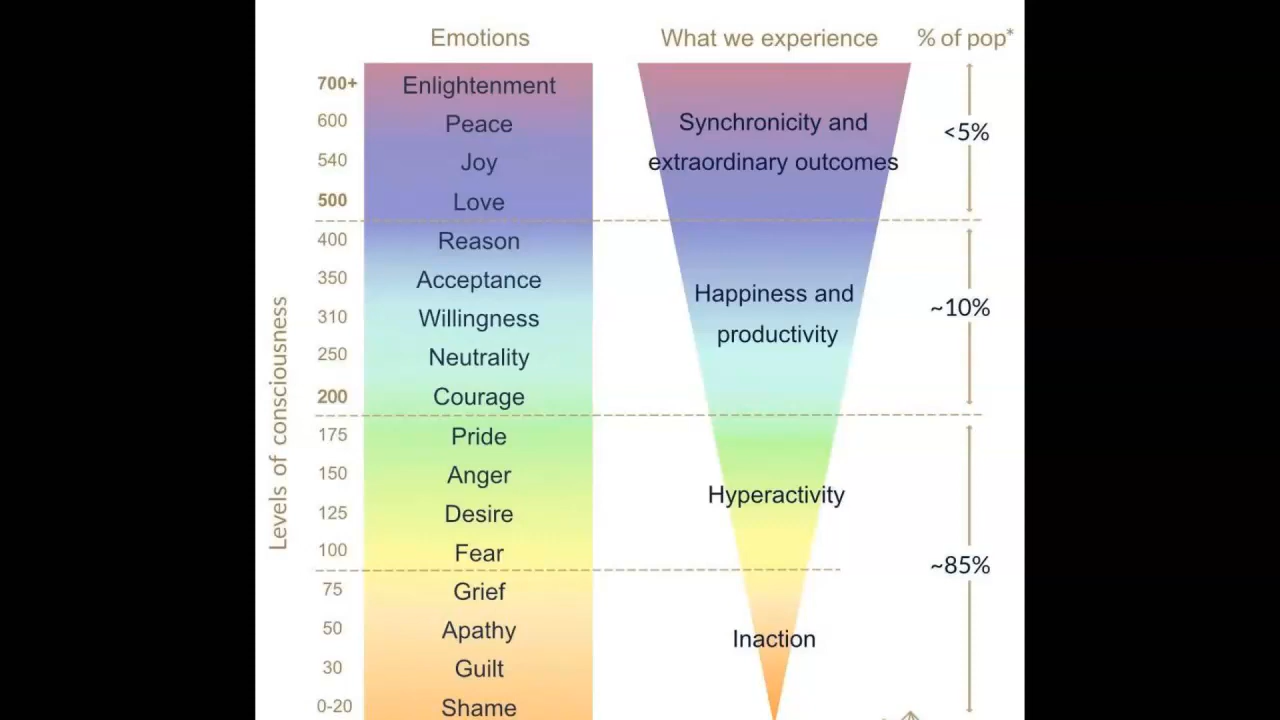 Emotions What we experience % of pop*
700+ Enlightenment
600 Peace
540 Joy
500 Love
400 Reason
350 Acceptance
310 Willingness
250 Neutrality
200 Courage
175 Pride
150 Anger
125 Desire
100 Fear
75 Grief
50 Apathy
30 Guilt
0-20 Shame
Levels of consciousness
Synchronicity and
extraordinary outcomes
Happiness and
productivity
Hyperactivity
Inaction
<5%
~10%
~85%